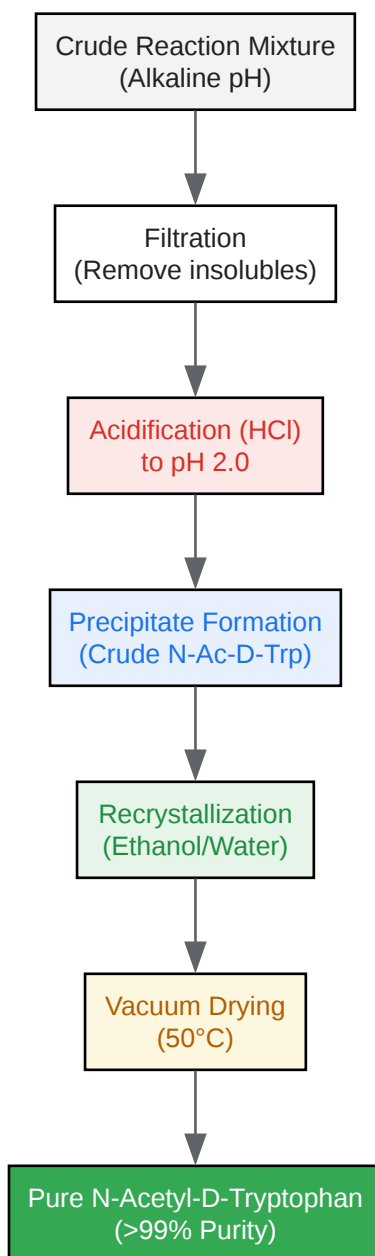 Crude Reaction Mixture
(Alkaline pH)
Filtration
(Remove insolubles)
Acidification (HCl)
to pH 2.0
Precipitate Formation
(Crude N-Ac-D-Trp)
Recrystallization
(Ethanol/Water)
Vacuum Drying
(50°C)
Pure N-Acetyl-D-Tryptophan
(>99% Purity)